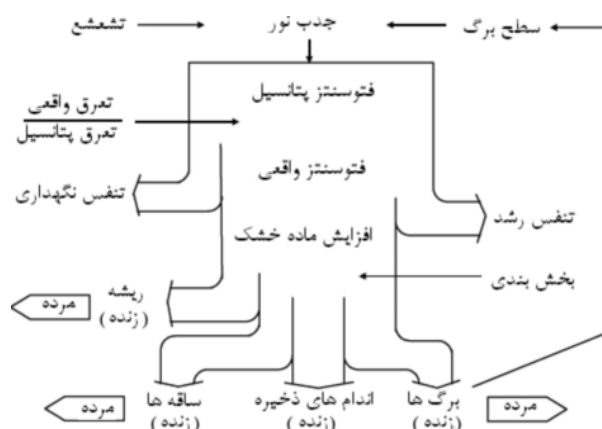 سطح برگ
جذب نور
تشعشع
فتوسنتز پتانسیل
تعرق واقعی
تعرق پتانسیل
فتوسنتز واقعی
تنفس نگهداری
تنفس رشد
افزایش ماده خشک
بخش بندی
ریشه
(زنده)
مرده
برگ ها
(زنده)
اندام های ذخیره
(زنده)
ساقه ها
(زنده)
مرده
مرده